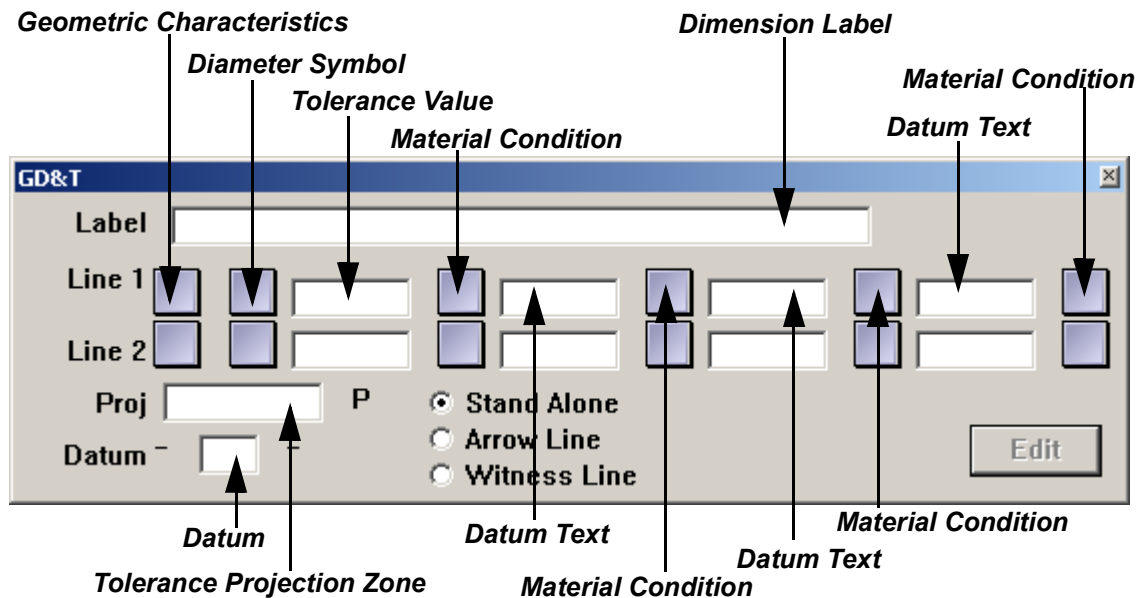 Geometric Characteristics
Dimension Label
Diameter Symbol
Material Condition
Tolerance Value
Datum Text
Material Condition
GD&T
Label
Line 1
Line 2
Proj P
Stand Alone
Arrow Line
Datum - -
Edit
Witness Line
Material Condition
Datum
Datum Text
Datum Text
Tolerance Projection Zone
Material Condition